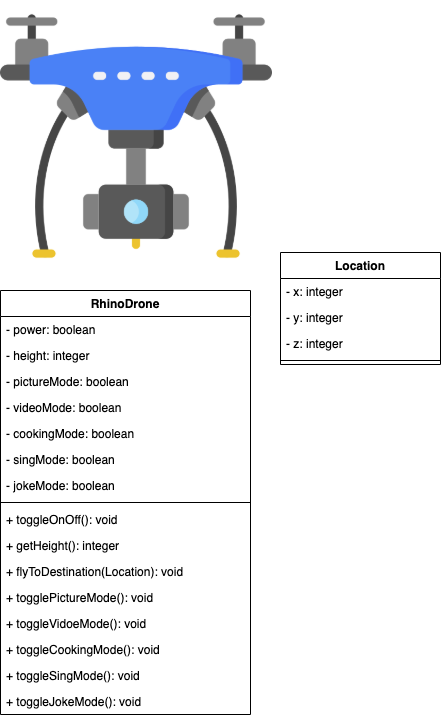 Location
- x: integer
- y: integer
- z: integer
RhinoDrone
- power: boolean
- height: integer
- pictureMode: boolean
- videoMode: boolean
- cookingMode: boolean
- singMode: boolean
- jokeMode: boolean
+ toggleOnOff(): void
+ getHeight(): integer
+ flyToDestination(Location): void
+ togglePictureMode(): void
+ toggleVidoeMode(): void
+ toggleCookingMode(): void
+ toggleSingMode(): void
+ toggleJokeMode(): void